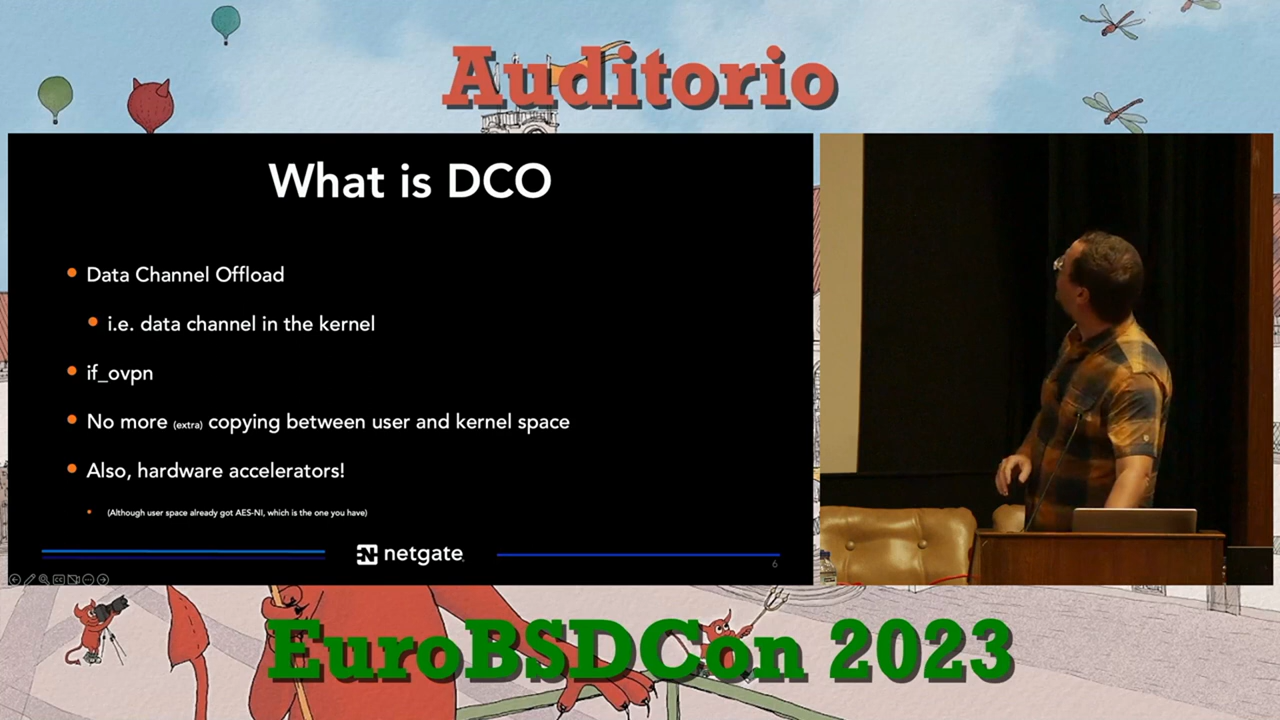 Auditorio
What is DCO
Data Channel Offload
i.e. data channel in the kernel
if_ovpn
No more (extra) copying between user and kernel space
Also, hardware accelerators!
(Although user space already got AES-NI, which is the one you have)
netgate
6
EuroBSDCon 2023